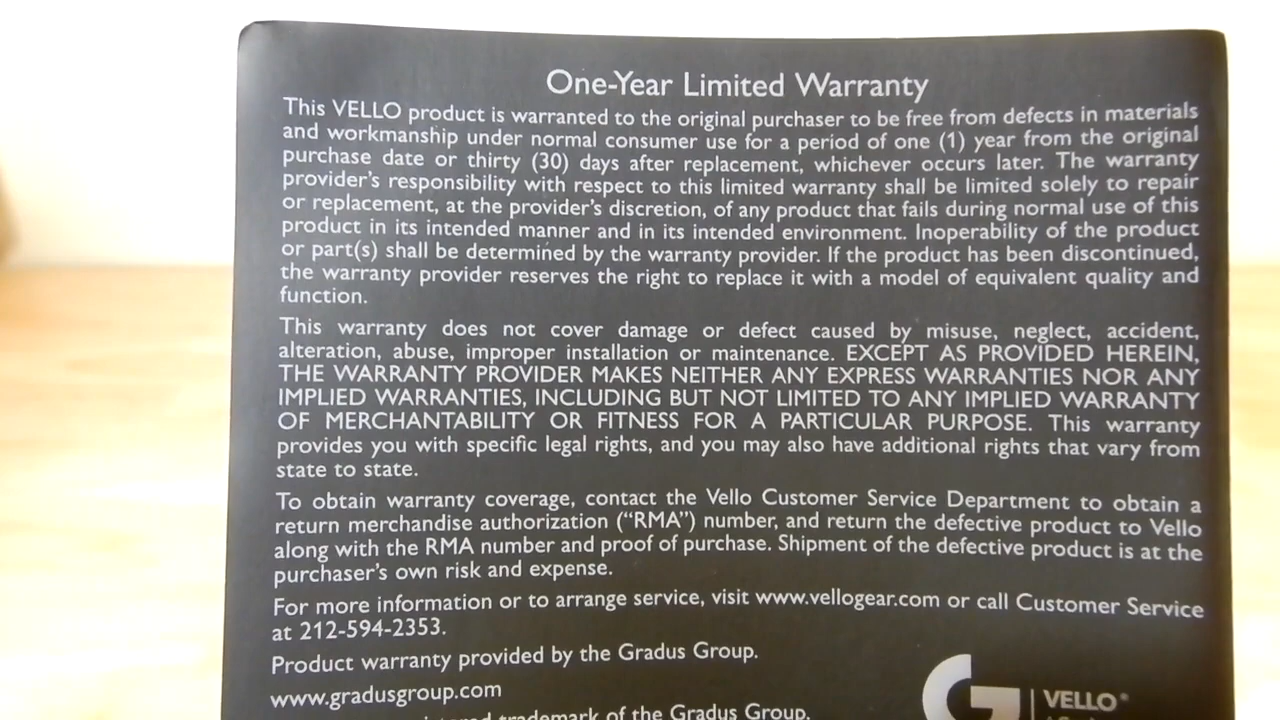 One-Year Limited Warranty
This VELLO product is warranted to the original purchaser to be free from defects in materials
and workmanship under normal consumer use for a period of one (1) year from the original
purchase date or thirty (30) days after replacement, whichever occurs later. The warranty
provider's responsibility with respect to this limited warranty shall be limited solely to repair
or replacement, at the provider's discretion, of any product that fails during normal use of this
product in its intended manner and in its intended environment. Inoperability of the product
or part(s) shall be determined by the warranty provider. If the product has been discontinued,
the warranty provider reserves the right to replace it with a model of equivalent quality and
function.
This warranty does not cover damage or defect caused by misuse, neglect, accident,
alteration, abuse, improper installation or maintenance. EXCEPT AS PROVIDED HEREIN,
THE WARRANTY PROVIDER MAKES NEITHER ANY EXPRESS WARRANTIES NOR ANY
IMPLIED WARRANTIES, INCLUDING BUT NOT LIMITED TO ANY IMPLIED WARRANTY
OF MERCHANTABILITY OR FITNESS FOR A PARTICULAR PURPOSE. This warranty
provides you with specific legal rights, and you may also have additional rights that vary from
state to state.
To obtain warranty coverage, contact the Vello Customer Service Department to obtain a
return merchandise authorization (“RMA”) number, and return the defective product to Vello
along with the RMA number and proof of purchase. Shipment of the defective product is at the
purchaser's own risk and expense.
For more information or to arrange service, visit www.vellogear.com or call Customer Service
at 212-594-2353.
Product warranty provided by the Gradus Group.
www.gradusgroup.com
VELLO®
trademark of the Gradus Group.